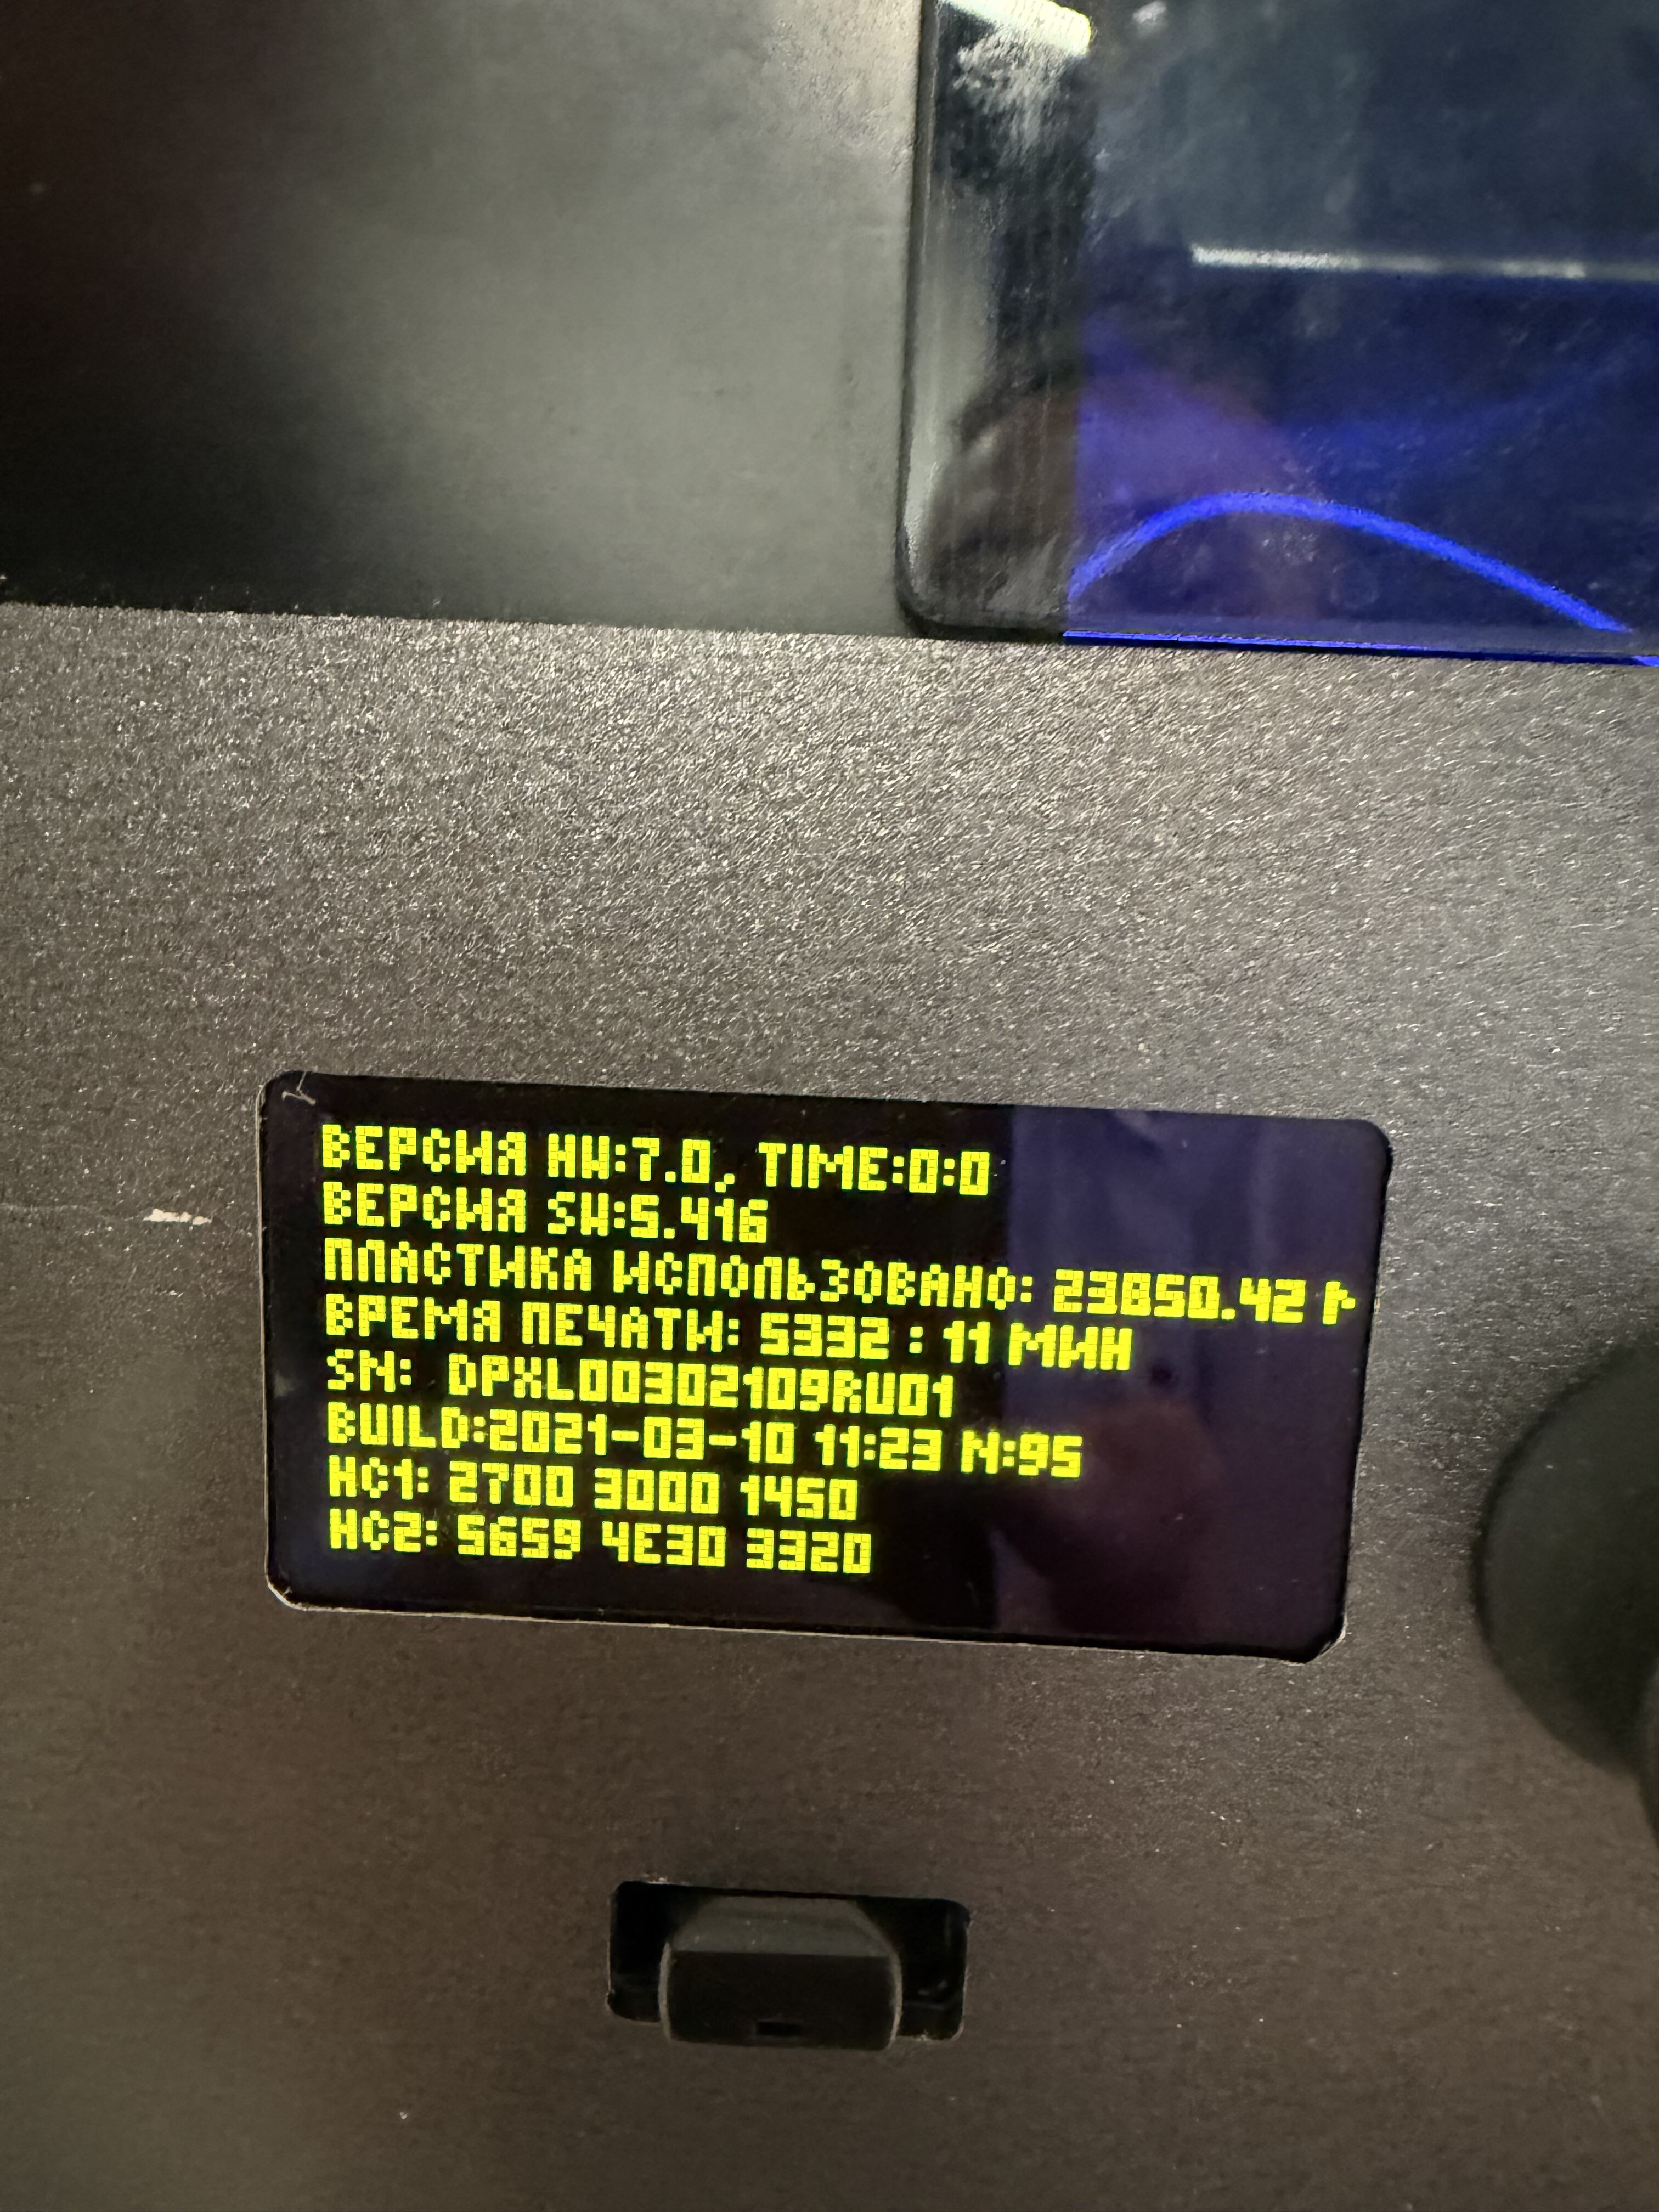 ВЕРСИЯ HW:7.0, TIME:0:0
ВЕРСИЯ SW:5.416
ПЛАСТИКА ИСПОЛЬЗОВАНО: 23850.42 Г
ВРЕМЯ ПЕЧАТИ: 5332 : 11 МИН
SN: DPXL00302109RU01
BUILD:2021-03-10 11:23 N:95
HC1: 2700 3000 1450
HC2: 5659 4E30 3320